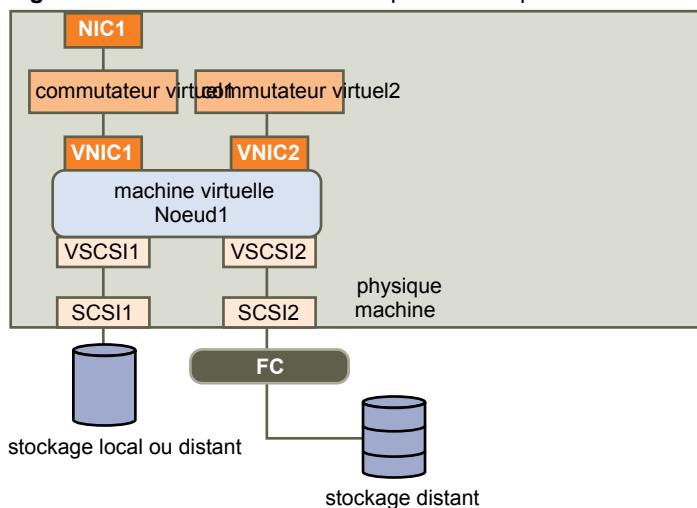 NIC1
commutateur virtuel1
commutateur virtuel2
VNIC1
VNIC2
machine virtuelle
Noeud1
VSCSI1
VSCSI2
physique
machine
SCSI1
SCSI2
FC
stockage local ou distant
stockage distant